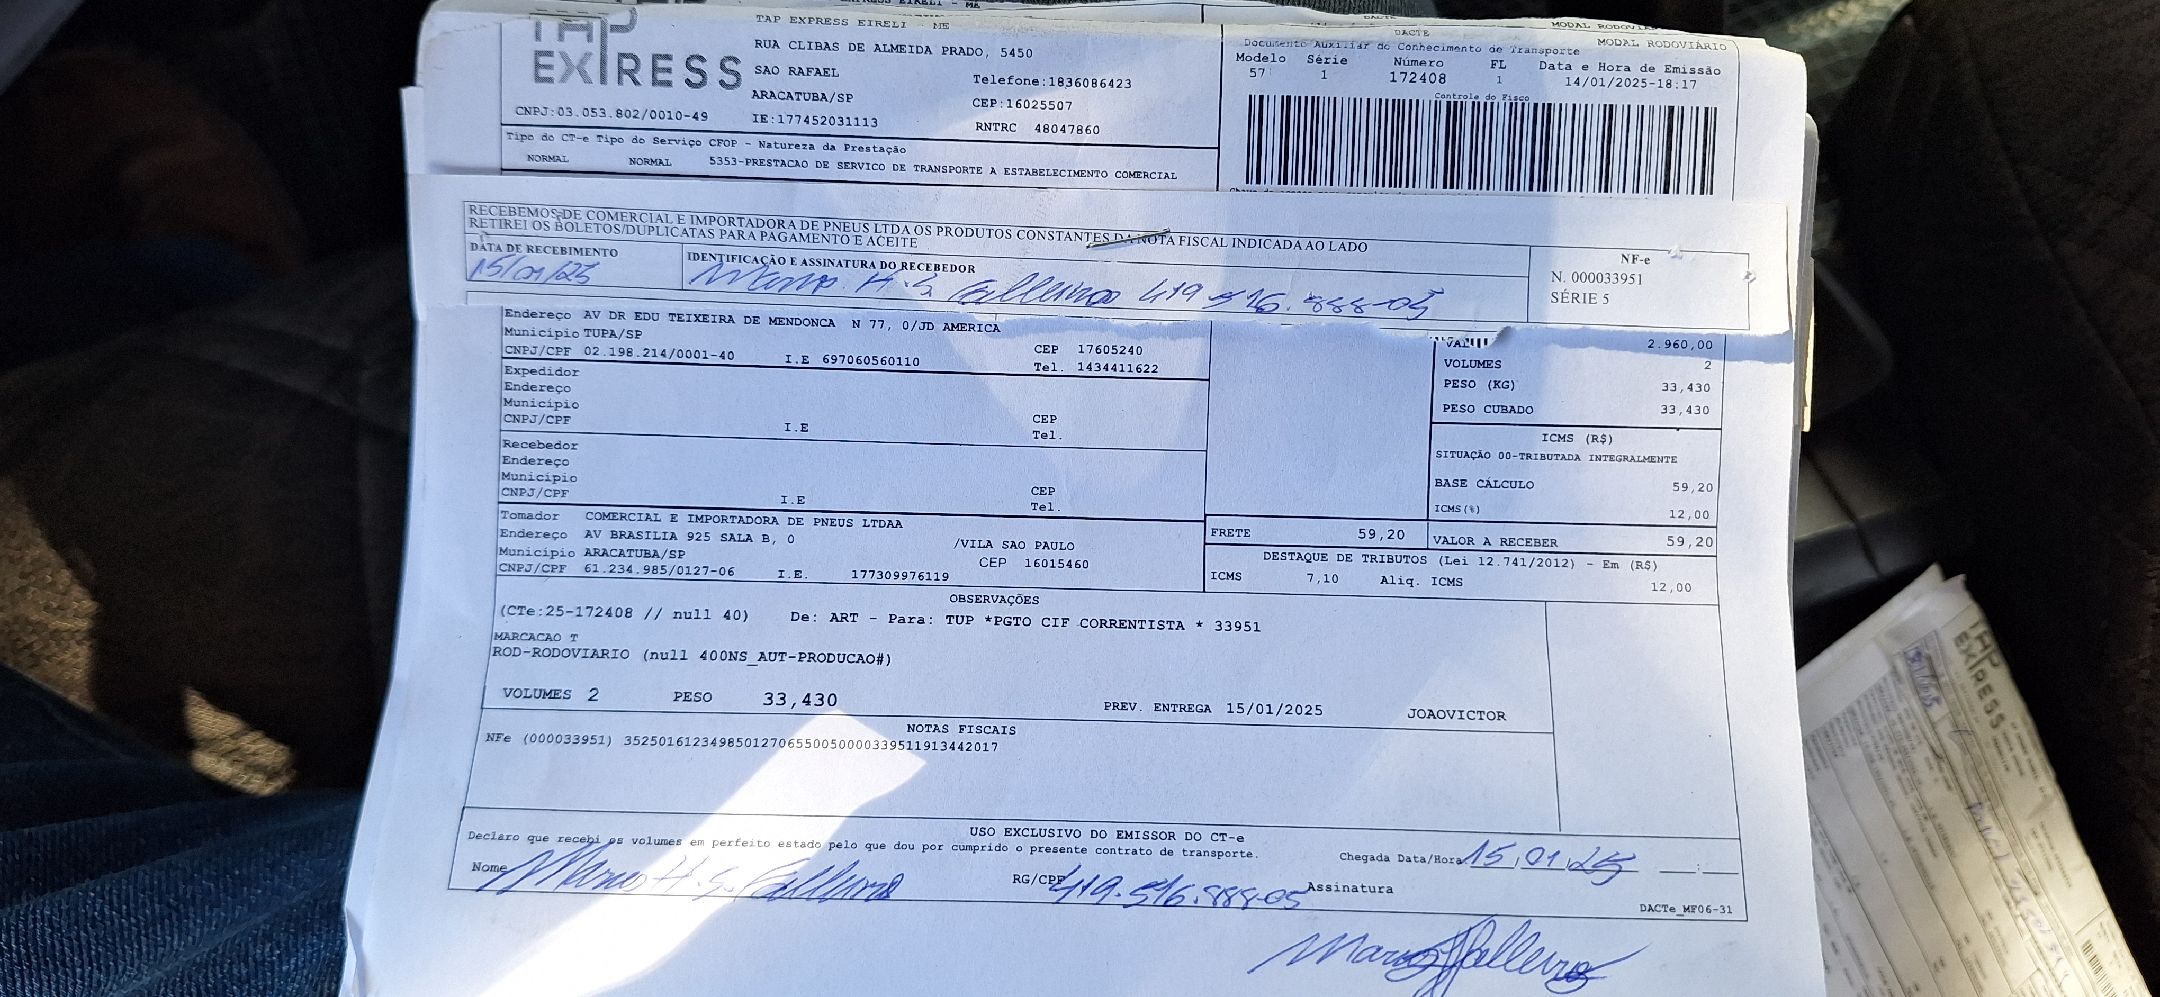 TAP EXPRESS EIRELI - ME
TAP EXPRESS
RUA CLIBAS DE ALMEIDA PRADO, 5450
SAO RAFAEL
Telefone:1836086423
ARACATUBA/SP
CEP:16025507
CNPJ:03.053.802/0010-49
IE:177452031113
RNTRC 48047860
Tipo do CT-e Tipo do Serviço CFOP - Natureza da Prestação
NORMAL NORMAL 5353-PRESTACAO DE SERVICO DE TRANSPORTE A ESTABELECIMENTO COMERCIAL
DACTE
MODAL RODOVIÁRIO
Documento Auxiliar do Conhecimento de Transporte
Modelo Série Número FL Data e Hora de Emissão
57 1 172408 1 14/01/2025-18:17
Controle do Fisco
RECEBEMOS DE COMERCIAL E IMPORTADORA DE PNEUS LTDA OS PRODUTOS CONSTANTES DA NOTA FISCAL INDICADA AO LADO
RETIREI OS BOLETOS/DUPLICATAS PARA PAGAMENTO E ACEITE
DATA DE RECEBIMENTO
15/01/25
IDENTIFICAÇÃO E ASSINATURA DO RECEBEDOR
H.S. 419 516.888-05
NF-e
N. 000033951
SÉRIE 5
Endereço AV DR EDU TEIXEIRA DE MENDONCA N 77, 0/JD AMERICA
Município TUPA/SP
CEP 17605240
CNPJ/CPF 02.198.214/0001-40 I.E 697060560110 Tel. 1434411622
Expedidor
Endereço
Município
CNPJ/CPF I.E CEP
Tel.
Recebedor
Endereço
Município
CNPJ/CPF I.E CEP
Tel.
Tomador COMERCIAL E IMPORTADORA DE PNEUS LTDAA
Endereço AV BRASILIA 925 SALA B, 0 /VILA SAO PAULO
Município ARACATUBA/SP CEP 16015460
CNPJ/CPF 61.234.985/0127-06 I.E. 177309976119
2.960,00
VOLUMES 2
PESO (KG) 33,430
PESO CUBADO 33,430
ICMS (R$)
SITUAÇÃO 00-TRIBUTADA INTEGRALMENTE
BASE CÁLCULO 59,20
ICMS(%) 12,00
FRETE 59,20 VALOR A RECEBER 59,20
DESTAQUE DE TRIBUTOS (Lei 12.741/2012) - Em (R$)
ICMS 7,10 Aliq. ICMS 12,00
OBSERVAÇÕES
(CTe:25-172408 // null 40) De: ART - Para: TUP *PGTO CIF CORRENTISTA * 33951
MARCACAO T
ROD-RODOVIARIO (null 400NS_AUT-PRODUCAO#)
VOLUMES 2 PESO 33,430 PREV. ENTREGA 15/01/2025 JOAOVICTOR
NOTAS FISCAIS
NFe (000033951) 35250161234985012706550050000339511913442017
USO EXCLUSIVO DO EMISSOR DO CT-e
Declaro que recebi os volumes em perfeito estado pelo que dou por cumprido o presente contrato de transporte.
Chegada Data/Hora 15,01,25 __:__
Nome H.S. RG/CPF 419.516.888-05 Assinatura
DACTe_MF06-31